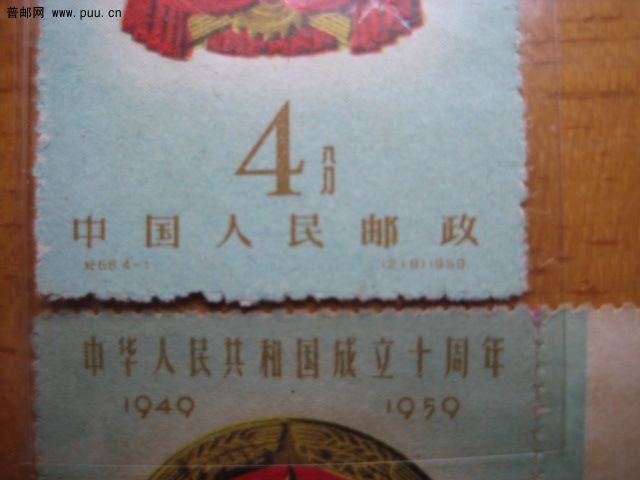 普邮网 www.puu.cn
4分
中国人民邮政
纪68.4-1 (218)1959
中华人民共和国成立十周年
1949 1959